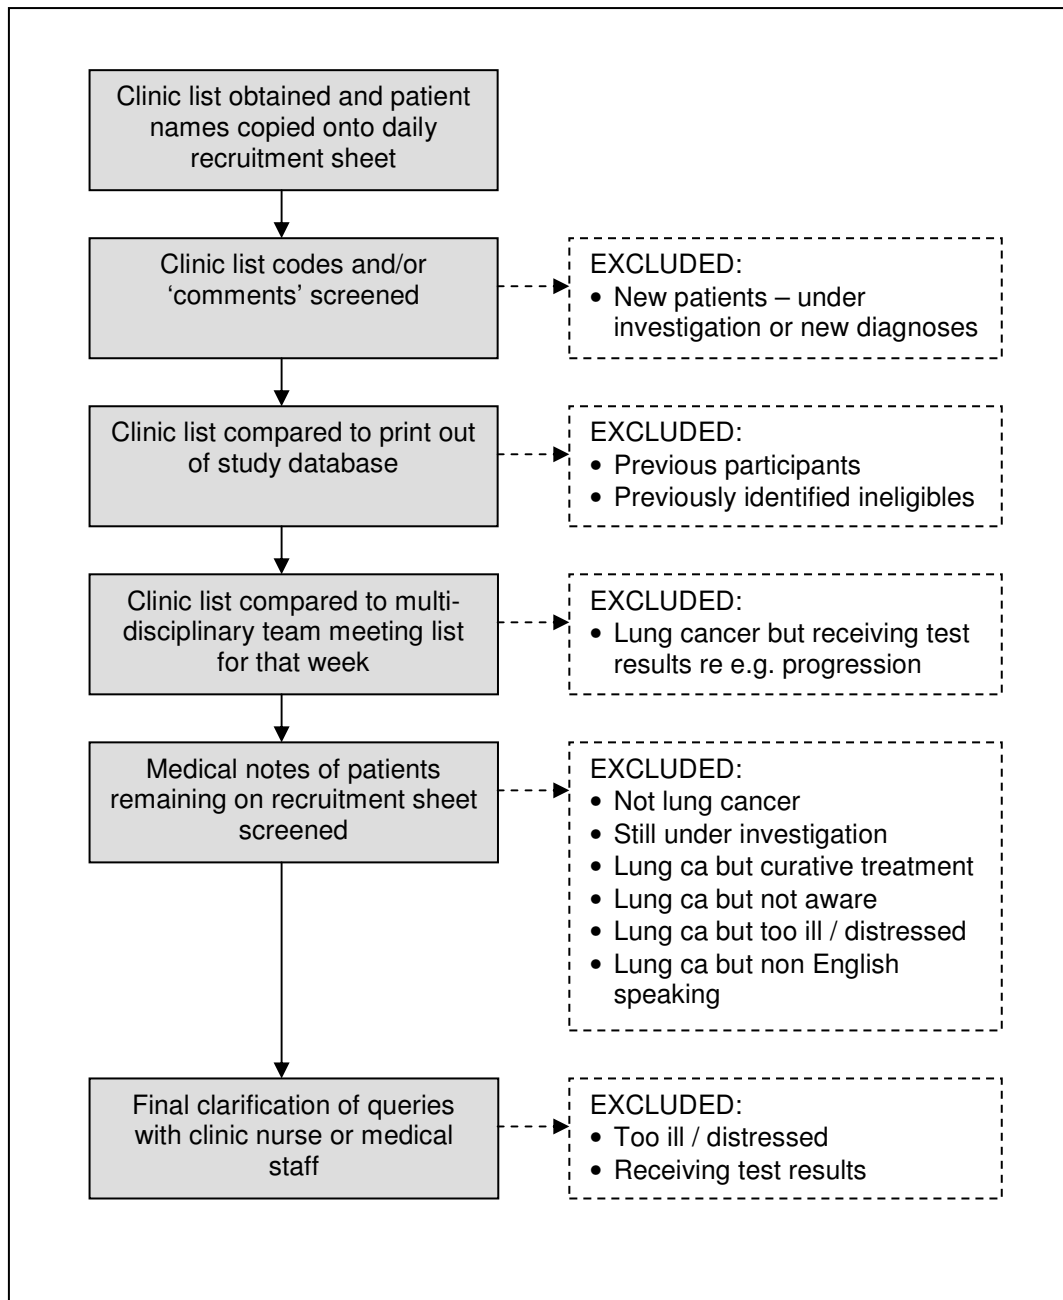 Clinic list obtained and patient
names copied onto daily
recruitment sheet
Clinic list codes and/or
‘comments’ screened
EXCLUDED:
• New patients – under
investigation or new diagnoses
Clinic list compared to print out
of study database
EXCLUDED:
• Previous participants
• Previously identified ineligibles
Clinic list compared to multi-
disciplinary team meeting list
for that week
EXCLUDED:
• Lung cancer but receiving test
results re e.g. progression
Medical notes of patients
remaining on recruitment sheet
screened
EXCLUDED:
• Not lung cancer
• Still under investigation
• Lung ca but curative treatment
• Lung ca but not aware
• Lung ca but too ill / distressed
• Lung ca but non English
speaking
Final clarification of queries
with clinic nurse or medical
staff
EXCLUDED:
• Too ill / distressed
• Receiving test results